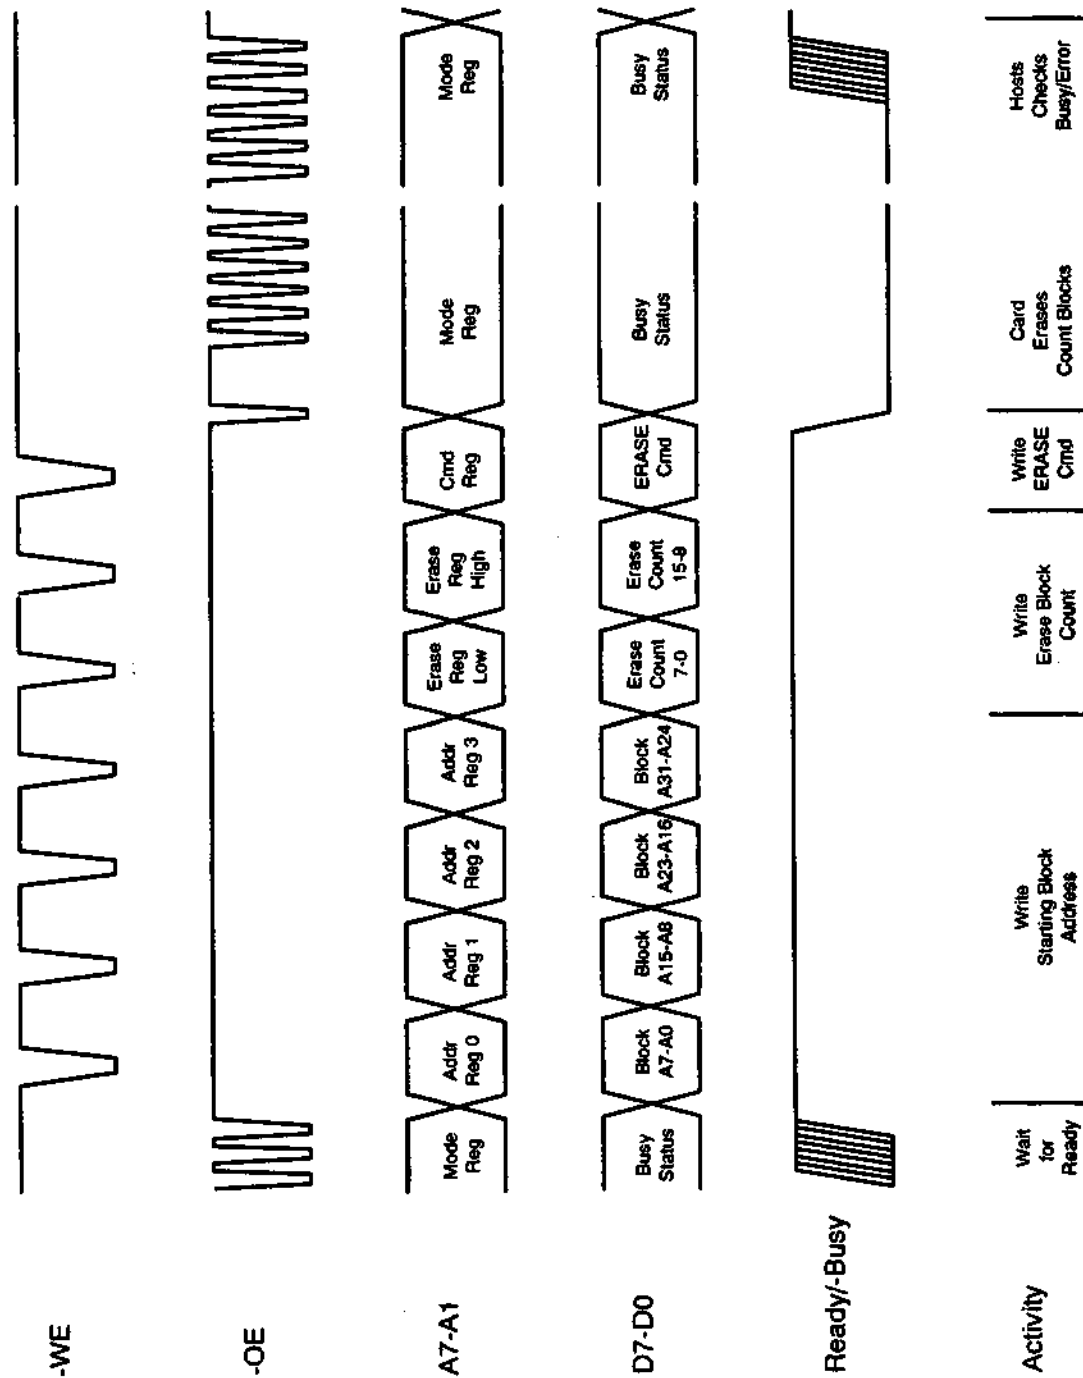 -WE
-OE
A7-A1
Mode
Reg
Addr
Reg 0
Addr
Reg 1
Addr
Reg 2
Addr
Reg 3
Erase
Reg
Low
Erase
Reg
High
Cmd
Reg
Mode
Reg
Mode
Reg
D7-D0
Busy
Status
Block
A7-A0
Block
A15-A8
Block
A23-A16
Block
A31-A24
Erase
Count
7-0
Erase
Count
15-8
ERASE
Cmd
Busy
Status
Busy
Status
Ready/-Busy
Activity
Wait
for
Ready
Write
Starting Block
Address
Write
Erase Block
Count
Write
ERASE
Cmd
Card
Erases
Count Blocks
Hosts
Checks
Busy/Error